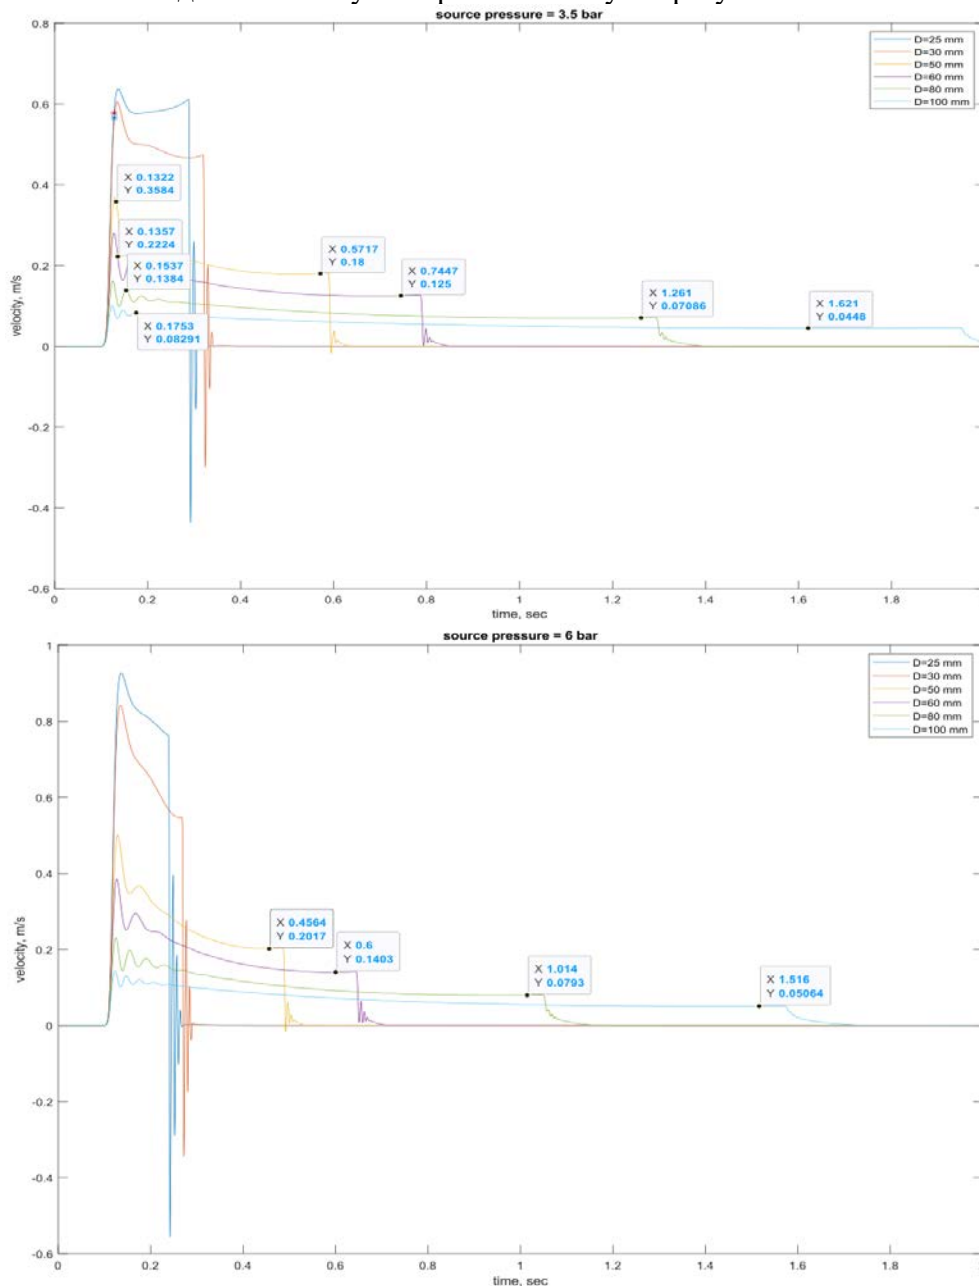 source pressure = 3.5 bar
0.8
0.6
0.4
0.2
0
-0.2
-0.4
-0.6
velocity, m/s
D=25 mm
D=30 mm
D=50 mm
D=60 mm
D=80 mm
D=100 mm
X 0.1322
Y 0.3584
X 0.1357
Y 0.2224
X 0.1537
Y 0.1384
X 0.1753
Y 0.08291
X 0.5717
Y 0.18
X 0.7447
Y 0.125
X 1.261
Y 0.07086
X 1.621
Y 0.0448
0 0.2 0.4 0.6 0.8 1 1.2 1.4 1.6 1.8
time, sec
source pressure = 6 bar
1
0.8
0.6
0.4
0.2
0
-0.2
-0.4
-0.6
velocity, m/s
D=25 mm
D=30 mm
D=50 mm
D=60 mm
D=80 mm
D=100 mm
X 0.4564
Y 0.2017
X 0.6
Y 0.1403
X 1.014
Y 0.0793
X 1.516
Y 0.05064
0 0.2 0.4 0.6 0.8 1 1.2 1.4 1.6 1.8
time, sec